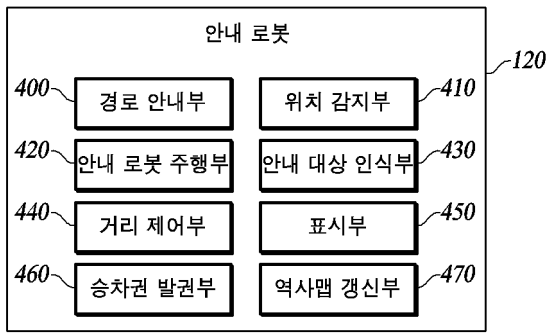 안내 로봇
120
400 경로 안내부 위치 감지부 410
420 안내 로봇 주행부 안내 대상 인식부 430
440 거리 제어부 표시부 450
460 승차권 발권부 역사맵 갱신부 470